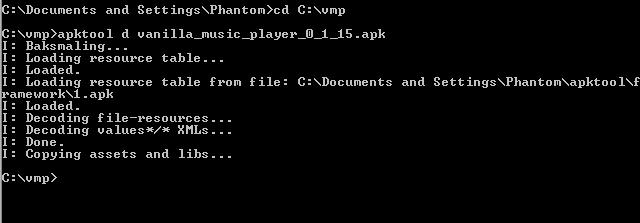 C:\Documents and Settings\Phantom>cd C:\vmp
C:\vmp>apktool d vanilla_music_player_0_1_15.apk
I: Baksmaling...
I: Loading resource table...
I: Loaded.
I: Loading resource table from file: C:\Documents and Settings\Phantom\apktool\f
ramework\1.apk
I: Loaded.
I: Decoding file-resources...
I: Decoding values*/* XMLs...
I: Done.
I: Copying assets and libs...
C:\vmp>